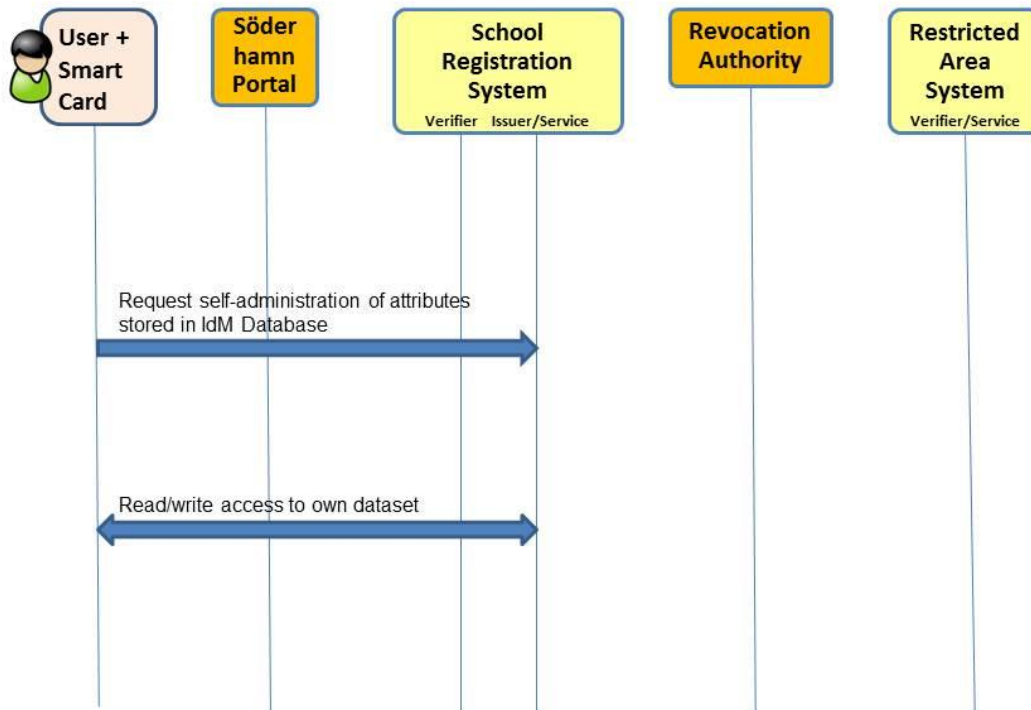 User +
Smart
Card
Söder
hamn
Portal
School
Registration
System
Verifier Issuer/Service
Revocation
Authority
Restricted
Area
System
Verifier/Service
Request self-administration of attributes
stored in IdM Database
Read/write access to own dataset